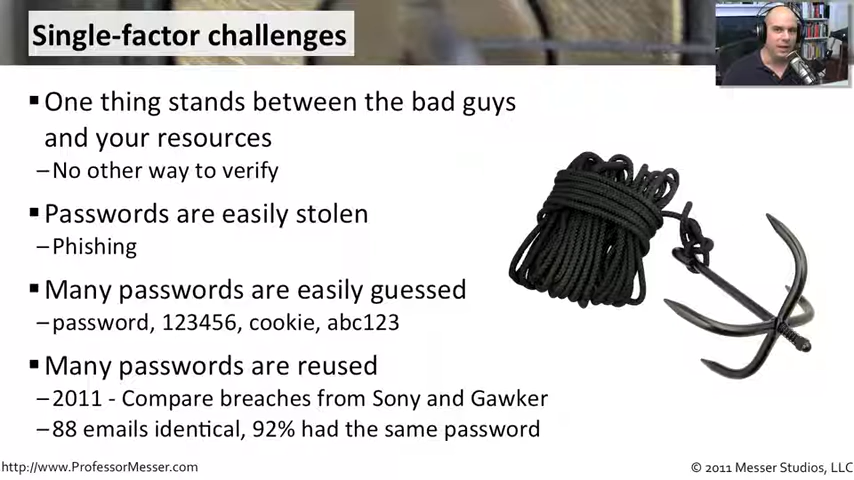 Single-factor challenges
▪One thing stands between the bad guys
and your resources
–No other way to verify
▪Passwords are easily stolen
–Phishing
▪Many passwords are easily guessed
–password, 123456, cookie, abc123
▪Many passwords are reused
–2011 - Compare breaches from Sony and Gawker
–88 emails identical, 92% had the same password
http://www.ProfessorMesser.com
© 2011 Messer Studios, LLC